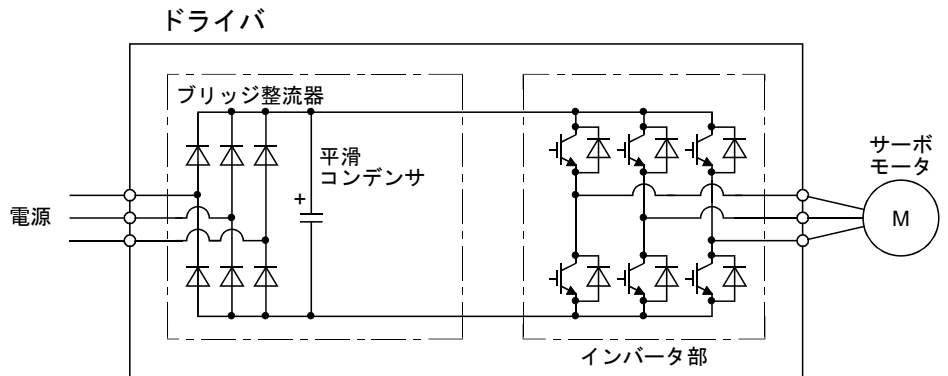 ドライバ
ブリッジ整流器
平滑
コンデンサ
+
電源
サーボ
モータ
M
インバータ部